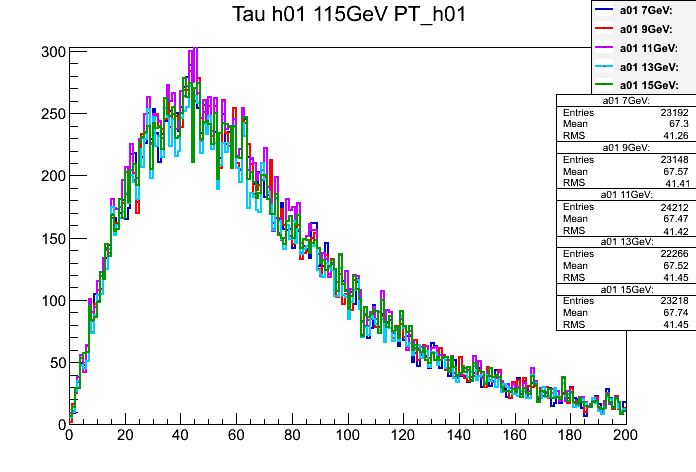 Tau h01 115GeV PT_h01
a01 7GeV:
a01 9GeV:
a01 11GeV:
a01 13GeV:
a01 15GeV:
a01 7GeV:
Entries 23192
Mean 67.3
RMS 41.26
a01 9GeV:
Entries 23148
Mean 67.57
RMS 41.41
a01 11GeV:
Entries 24212
Mean 67.47
RMS 41.42
a01 13GeV:
Entries 22266
Mean 67.52
RMS 41.45
a01 15GeV:
Entries 23218
Mean 67.74
RMS 41.45
300
250
200
150
100
50
0
0 20 40 60 80 100 120 140 160 180 200